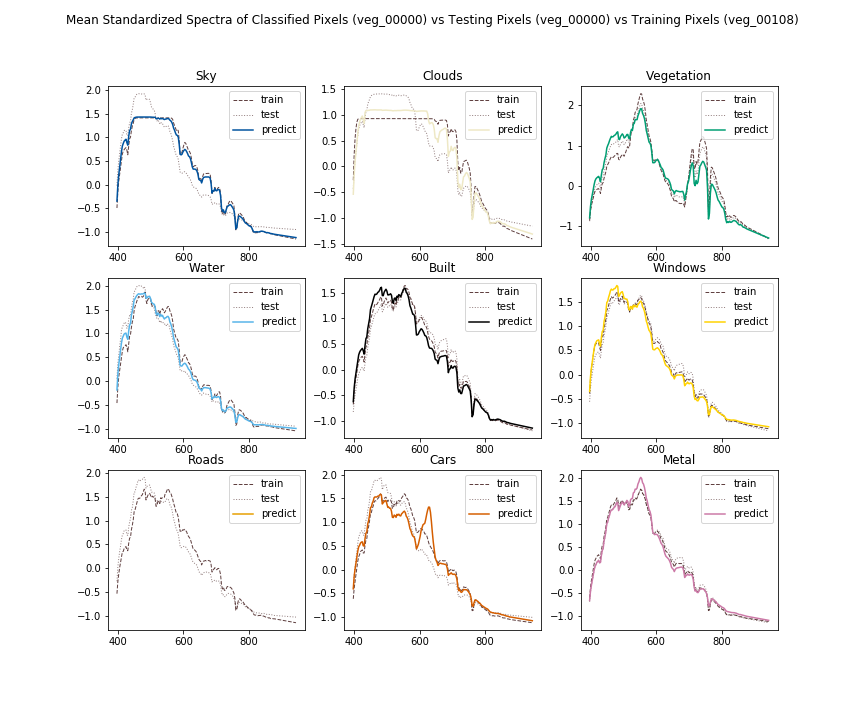 Mean Standardized Spectra of Classified Pixels (veg_00000) vs Testing Pixels (veg_00000) vs Training Pixels (veg_00108)
Sky
2.0
1.5
1.0
0.5
0.0
−0.5
−1.0
400
600
800
train
test
predict
Clouds
1.5
1.0
0.5
0.0
−0.5
−1.0
−1.5
400
600
800
train
test
predict
Vegetation
2
1
0
−1
400
600
800
train
test
predict
Water
2.0
1.5
1.0
0.5
0.0
−0.5
−1.0
400
600
800
train
test
predict
Built
1.5
1.0
0.5
0.0
−0.5
−1.0
400
600
800
train
test
predict
Windows
1.5
1.0
0.5
0.0
−0.5
−1.0
400
600
800
train
test
predict
Roads
2.0
1.5
1.0
0.5
0.0
−0.5
−1.0
400
600
800
train
test
predict
Cars
2.0
1.5
1.0
0.5
0.0
−0.5
−1.0
400
600
800
train
test
predict
Metal
2.0
1.5
1.0
0.5
0.0
−0.5
−1.0
400
600
800
train
test
predict